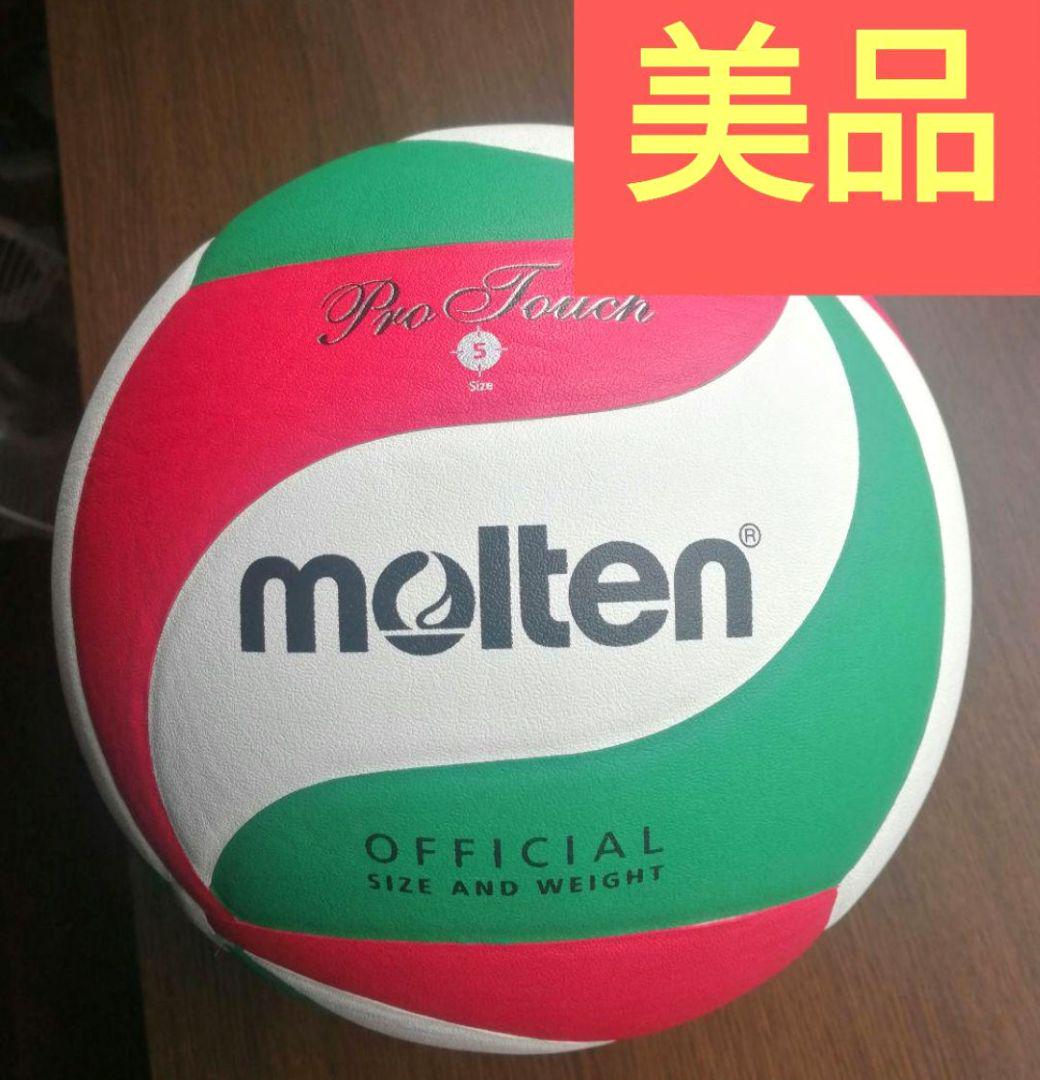 美品
Pro Touch
5
Size
molten®
OFFICIAL
SIZE AND WEIGHT